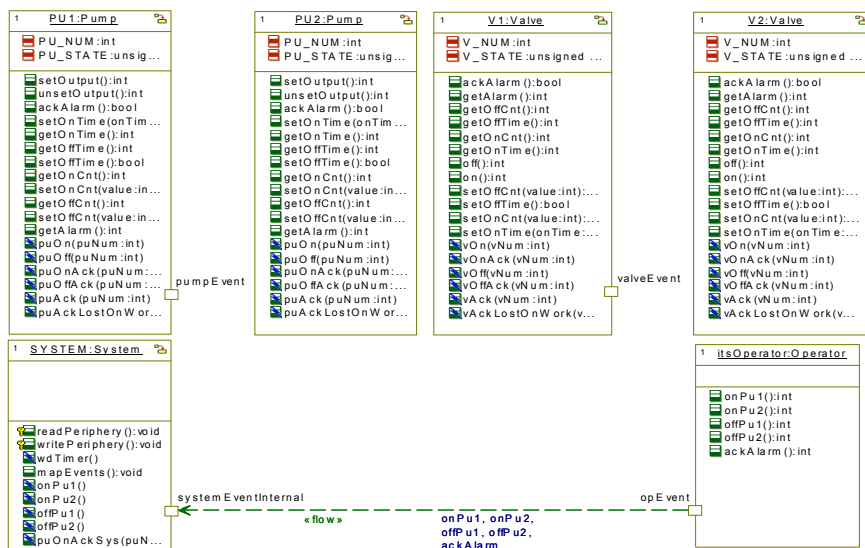 1 PU1:Pump
PU_NUM:int
PU_STATE:unsig...
setOutput():int
unsetOutput():int
ackAlarm():bool
setOnTime(onTim...
getOnTime():int
getOffTime():int
setOffTime():bool
getOnCnt():int
setOnCnt(value:in...
getOffCnt():int
setOffCnt(value:in...
getAlarm():int
puOn(puNum:int)
puOff(puNum:int)
puOnAck(puNum:...
puOffAck(puNum:...
puAck(puNum:int)
puAckLostOnWor...
pumpEvent
1 PU2:Pump
PU_NUM:int
PU_STATE:unsig...
setOutput():int
unsetOutput():int
ackAlarm():bool
setOnTime(onTim...
getOnTime():int
getOffTime():int
setOffTime():bool
getOnCnt():int
setOnCnt(value:in...
getOffCnt():int
setOffCnt(value:in...
getAlarm():int
puOn(puNum:int)
puOff(puNum:int)
puOnAck(puNum:...
puOffAck(puNum:...
puAck(puNum:int)
puAckLostOnWor...
1 V1:Valve
V_NUM:int
V_STATE:unsigned ...
ackAlarm():bool
getAlarm():int
getOffCnt():int
getOffTime():int
getOnCnt():int
getOnTime():int
off():int
on():int
setOffCnt(value:int):...
setOffTime():bool
setOnCnt(value:int):...
setOnTime(onTime:...
vOn(vNum:int)
vOnAck(vNum:int)
vOff(vNum:int)
vOffAck(vNum:int)
vAck(vNum:int)
vAckLostOnWork(v...
valveEvent
1 V2:Valve
V_NUM:int
V_STATE:unsigned ...
ackAlarm():bool
getAlarm():int
getOffCnt():int
getOffTime():int
getOnCnt():int
getOnTime():int
off():int
on():int
setOffCnt(value:int):...
setOffTime():bool
setOnCnt(value:int):...
setOnTime(onTime:...
vOn(vNum:int)
vOnAck(vNum:int)
vOff(vNum:int)
vOffAck(vNum:int)
vAck(vNum:int)
vAckLostOnWork(v...
1 SYSTEM:System
readPeriphery():void
writePeriphery():void
wdTimer()
mapEvents():void
onPu1()
onPu2()
offPu1()
offPu2()
puOnAckSys(puN...
systemEventInternal
«flow»
onPu1, onPu2,
offPu1, offPu2,
ackAlarm
opEvent
1 itsOperator:Operator
onPu1():int
onPu2():int
offPu1():int
offPu2():int
ackAlarm():int